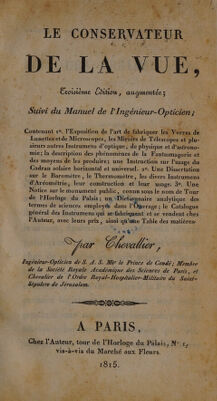 LE CONSERVATEUR
DE LA VUE,
Troisième Edition, augmentée;
Suivi du Manuel de l'Ingénieur-Opticien;
Contenant 1º. l'Exposition de l'art de fabriquer les Verres de
Lunettes et de Microscopes, les Miroirs de Télescopes et plu-
sieurs autres Instrumens d'optique, de physique et d'astrono-
mie; la description des phénomènes de la Fantasmagorie et
des moyens de les produire; une Instruction sur l'usage du
Cadran solaire horizontal et universel. 2º. Une Dissertation
sur le Baromètre, le Thermomètre, les divers Instrumens
d'Aréométrie, leur construction et leur usage. 3º. Une
Notice sur le monument public, connu sous le nom de Tour
de l'Horloge du Palais; un Dictionnaire analytique des
termes de sciences employés dans l'Ouvrage; le Catalogue
général des Instrumens qui se fabriquent et se vendent chez
l'Auteur, avec leurs prix, ainsi qu'une Table des matières
par Chevallier,
Ingénieur-Opticien de S. A. S. Mgr le Prince de Condé; Membre
de la Société Royale Académique des Sciences de Paris, et
Chevalier de l'Ordre Royal-Hospitalier-Militaire du Saint-
Sépulcre de Jérusalem.
A PARIS,
Chez l'Auteur, tour de l'Horloge du Palais, Nº 1,
vis-à-vis du Marché aux Fleurs.
1815.